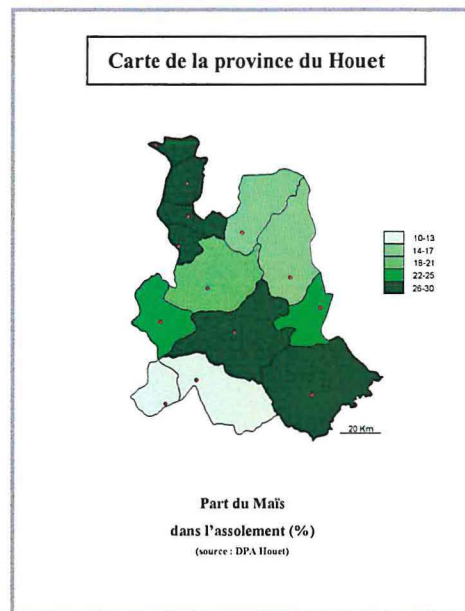 Carte de la province du Houet
10-13
14-17
18-21
22-25
26-30
20 Km
Part du Maïs
dans l'assolement (%)
(source : DPA Houet)